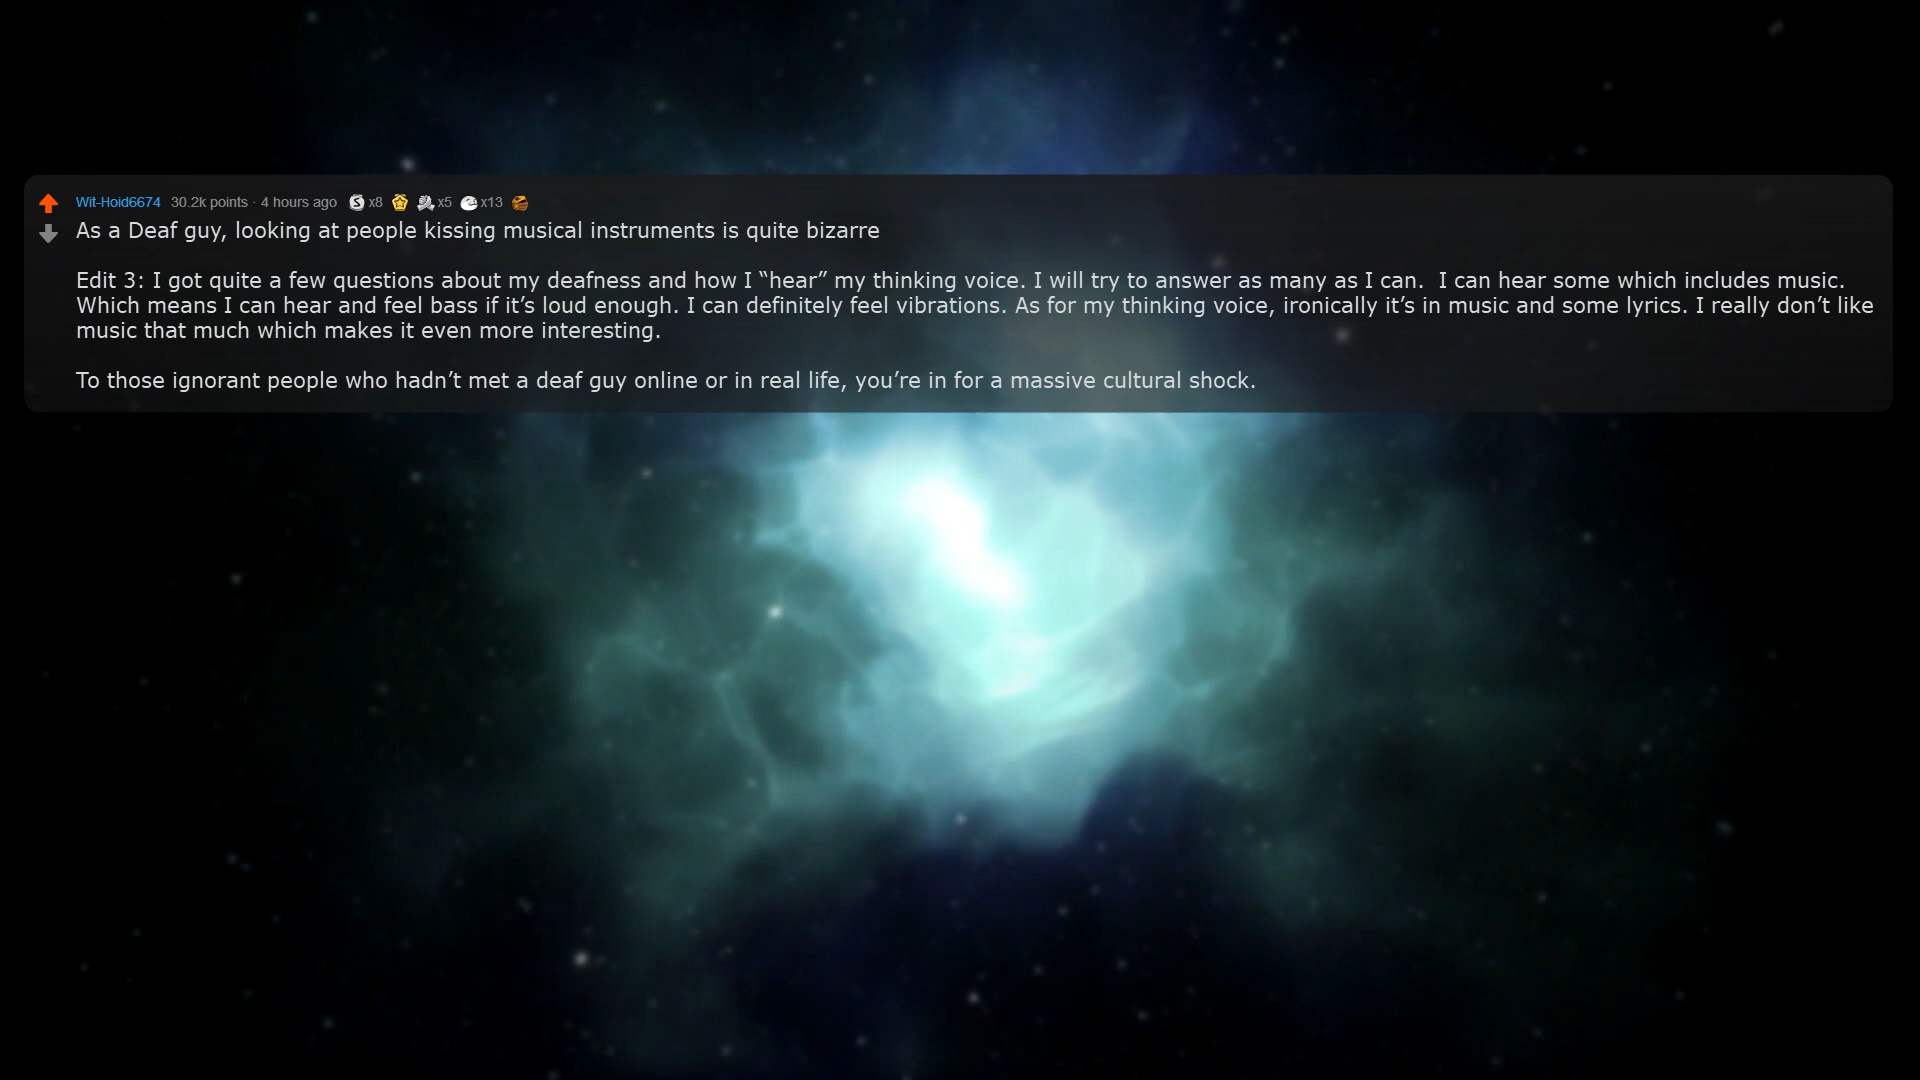 Wit-Hoid6674 30.2k points · 4 hours ago x8 x5 x13
As a Deaf guy, looking at people kissing musical instruments is quite bizarre
Edit 3: I got quite a few questions about my deafness and how I “hear” my thinking voice. I will try to answer as many as I can.  I can hear some which includes music.
Which means I can hear and feel bass if it’s loud enough. I can definitely feel vibrations. As for my thinking voice, ironically it’s in music and some lyrics. I really don’t like
music that much which makes it even more interesting.
To those ignorant people who hadn’t met a deaf guy online or in real life, you’re in for a massive cultural shock.